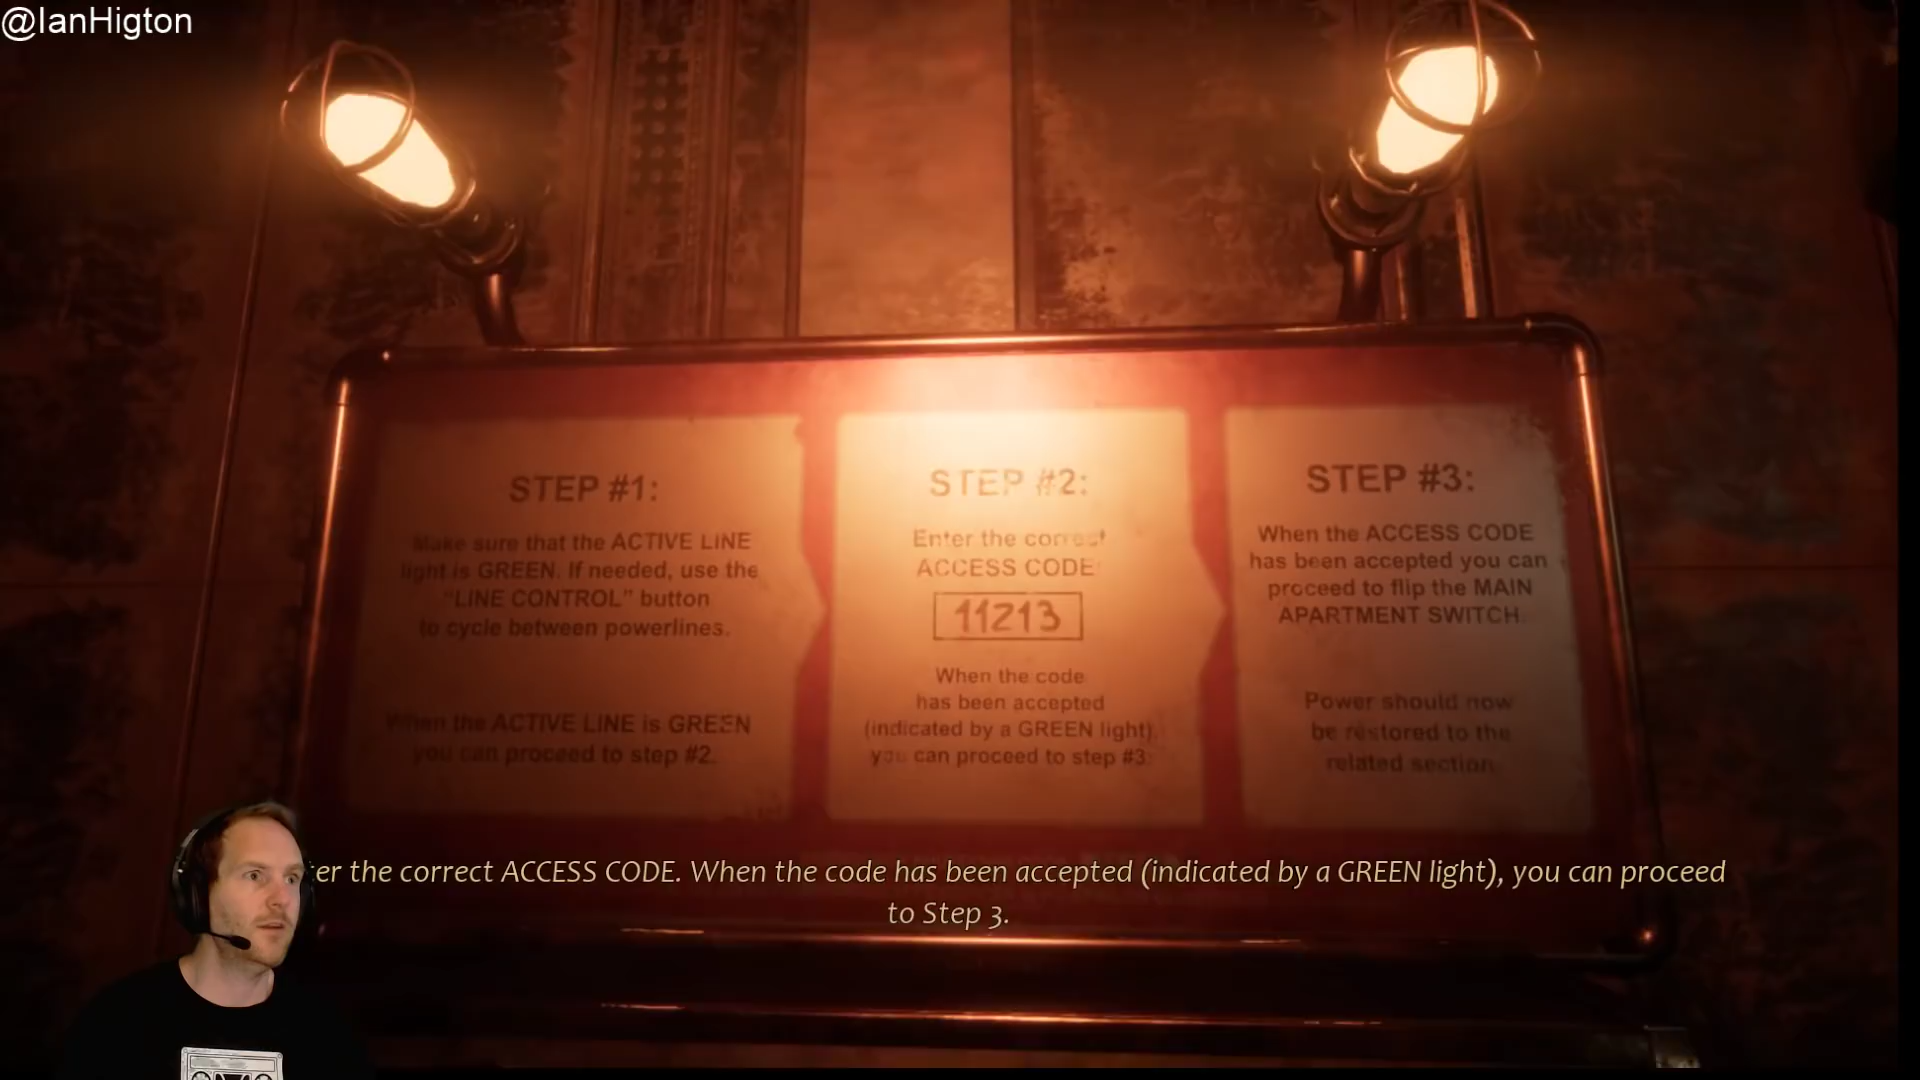 @IanHigton
STEP #1:
Make sure that the ACTIVE LINE
light is GREEN. If needed, use the
"LINE CONTROL" button
to cycle between powerlines.
When the ACTIVE LINE is GREEN
you can proceed to step #2.
STEP #2:
Enter the correct
ACCESS CODE:
11213
When the code
has been accepted
(indicated by a GREEN light)
you can proceed to step #3.
STEP #3:
When the ACCESS CODE
has been accepted you can
proceed to flip the MAIN
APARTMENT SWITCH.
Power should now
be restored to the
related section.
ter the correct ACCESS CODE. When the code has been accepted (indicated by a GREEN light), you can proceed
to Step 3.